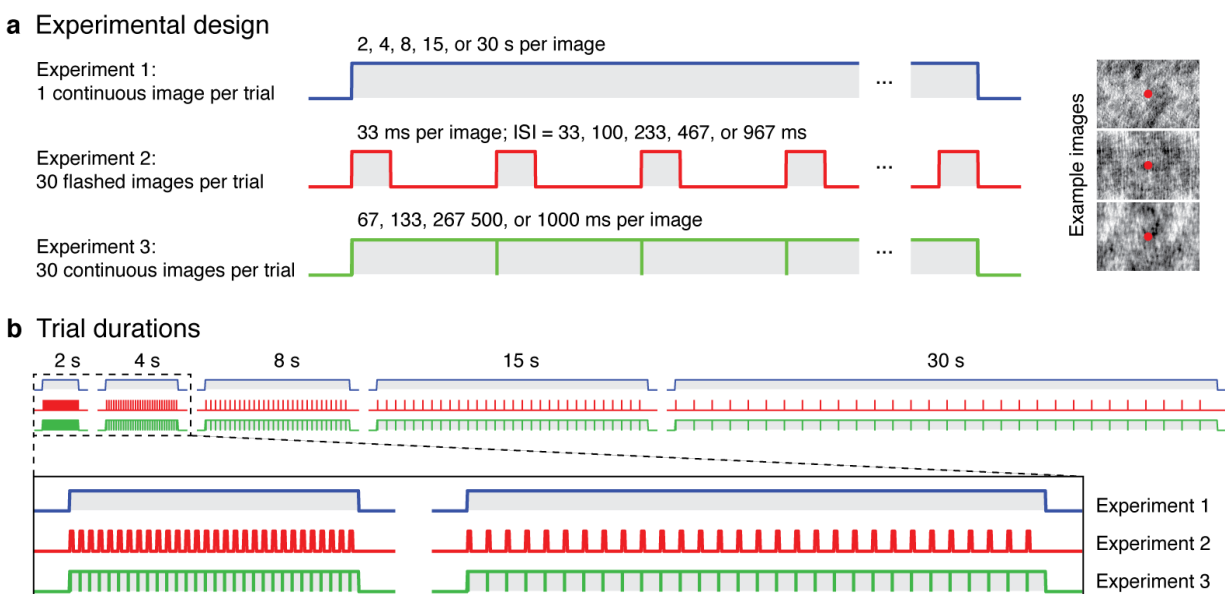 a Experimental design
2, 4, 8, 15, or 30 s per image
Experiment 1:
1 continuous image per trial
...
33 ms per image; ISI = 33, 100, 233, 467, or 967 ms
Experiment 2:
30 flashed images per trial
...
67, 133, 267 500, or 1000 ms per image
Experiment 3:
30 continuous images per trial
...
Example images
b Trial durations
2 s 4 s 8 s 15 s 30 s
Experiment 1
Experiment 2
Experiment 3